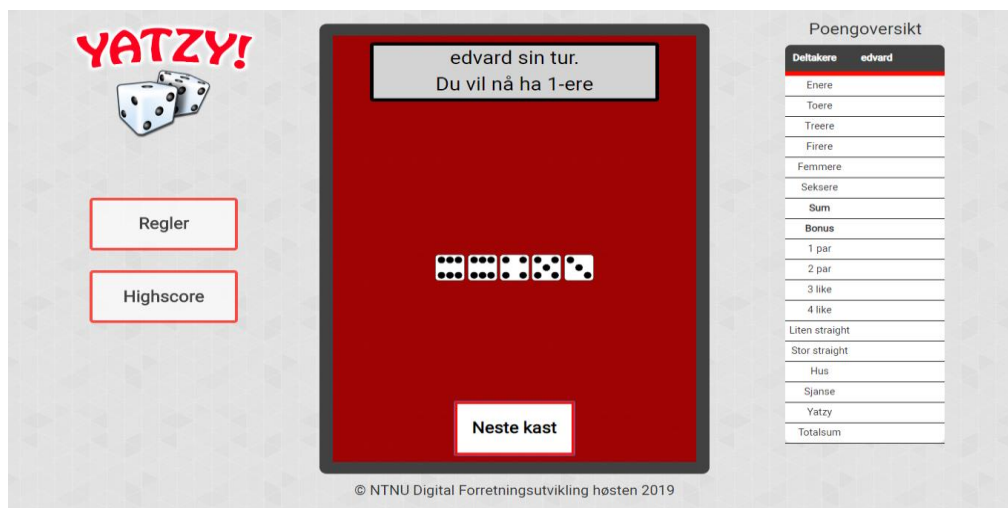 YATZY!
Regler
Highscore
edvard sin tur.
Du vil nå ha 1-ere
Neste kast
© NTNU Digital Forretningsutvikling høsten 2019
Poengoversikt
Deltakere edvard
Enere
Toere
Treere
Firere
Femmere
Seksere
Sum
Bonus
1 par
2 par
3 like
4 like
Liten straight
Stor straight
Hus
Sjanse
Yatzy
Totalsum